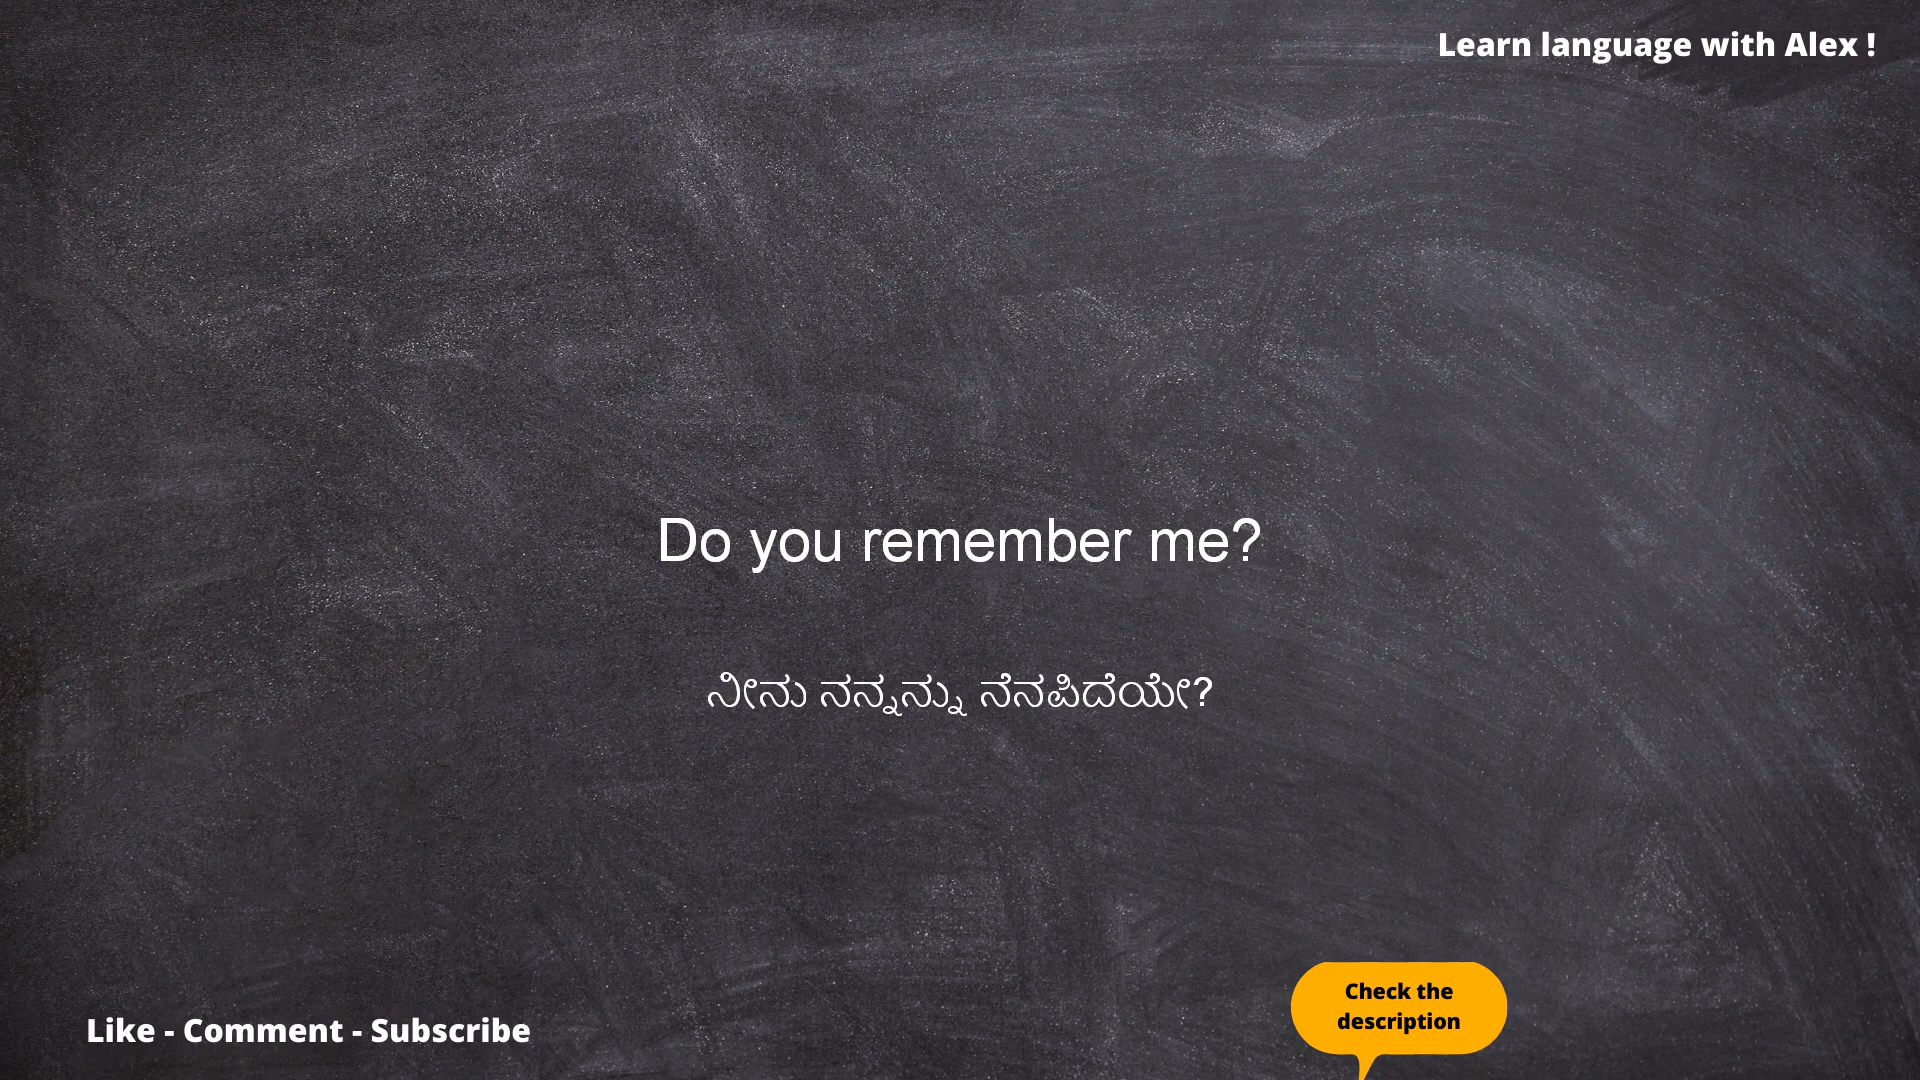 Learn language with Alex !
Do you remember me?
ನೀನು ನನ್ನನ್ನು ನೆನಪಿದೆಯೇ?
Check the
description
Like - Comment - Subscribe